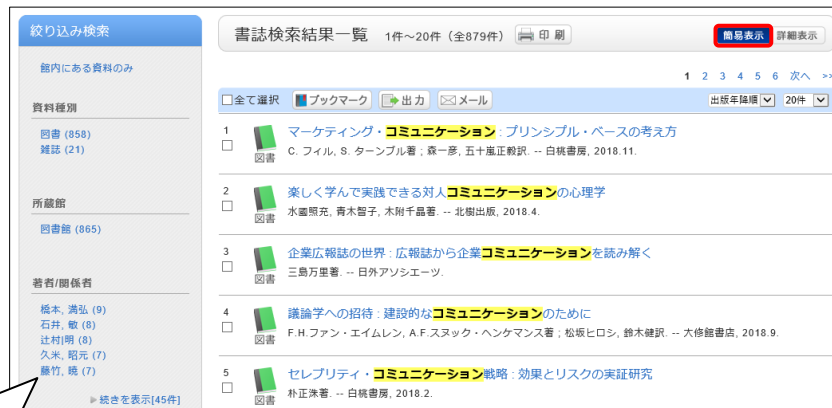 絞り込み検索
館内にある資料のみ
資料種別
図書 (858)
雑誌 (21)
所蔵館
図書館 (865)
著者/関係者
橋本, 満弘 (9)
石井, 敏 (8)
辻村|明 (8)
久米, 昭元 (7)
藤竹, 暁 (7)
▶続きを表示[45件]
書誌検索結果一覧 1件～20件（全879件） 印 刷 簡易表示 詳細表示
1 2 3 4 5 6 次へ >>
□全て選択 ブックマーク 出力 メール 出版年降順 20件
1 図書 マーケティング・コミュニケーション : プリンシプル・ベースの考え方
C. フィル, S. ターンブル著 ; 森一彦, 五十嵐正毅訳. -- 白桃書房, 2018.11.
2 図書 楽しく学んで実践できる対人コミュニケーションの心理学
水國照充, 青木智子, 木附千晶著. -- 北樹出版, 2018.4.
3 図書 企業広報誌の世界 : 広報誌から企業コミュニケーションを読み解く
三島万里著. -- 日外アソシエーツ.
4 図書 議論学への招待 : 建設的なコミュニケーションのために
F.H.ファン・エイムレン, A.F.スヌック・ヘンケマンス著 ; 松坂ヒロシ, 鈴木健訳. -- 大修館書店, 2018.9.
5 図書 セレブリティ・コミュニケーション戦略 : 効果とリスクの実証研究
朴正洙著. -- 白桃書房, 2018.2.